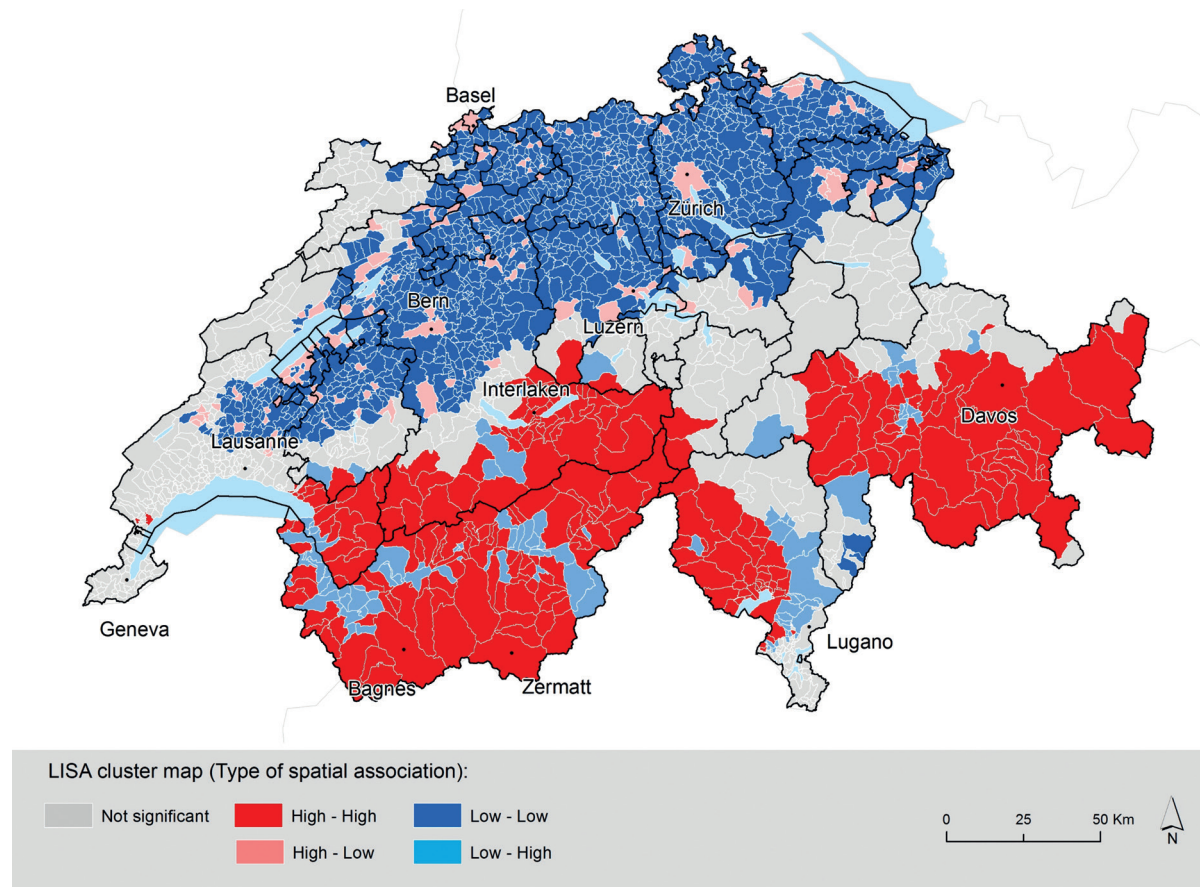 Basel
Zürich
Bern
Luzern
Interlaken
Davos
Lausanne
Geneva
Lugano
Bagnes
Zermatt
LISA cluster map (Type of spatial association):
Not significant
High - High
Low - Low
High - Low
Low - High
0 25 50 Km
N